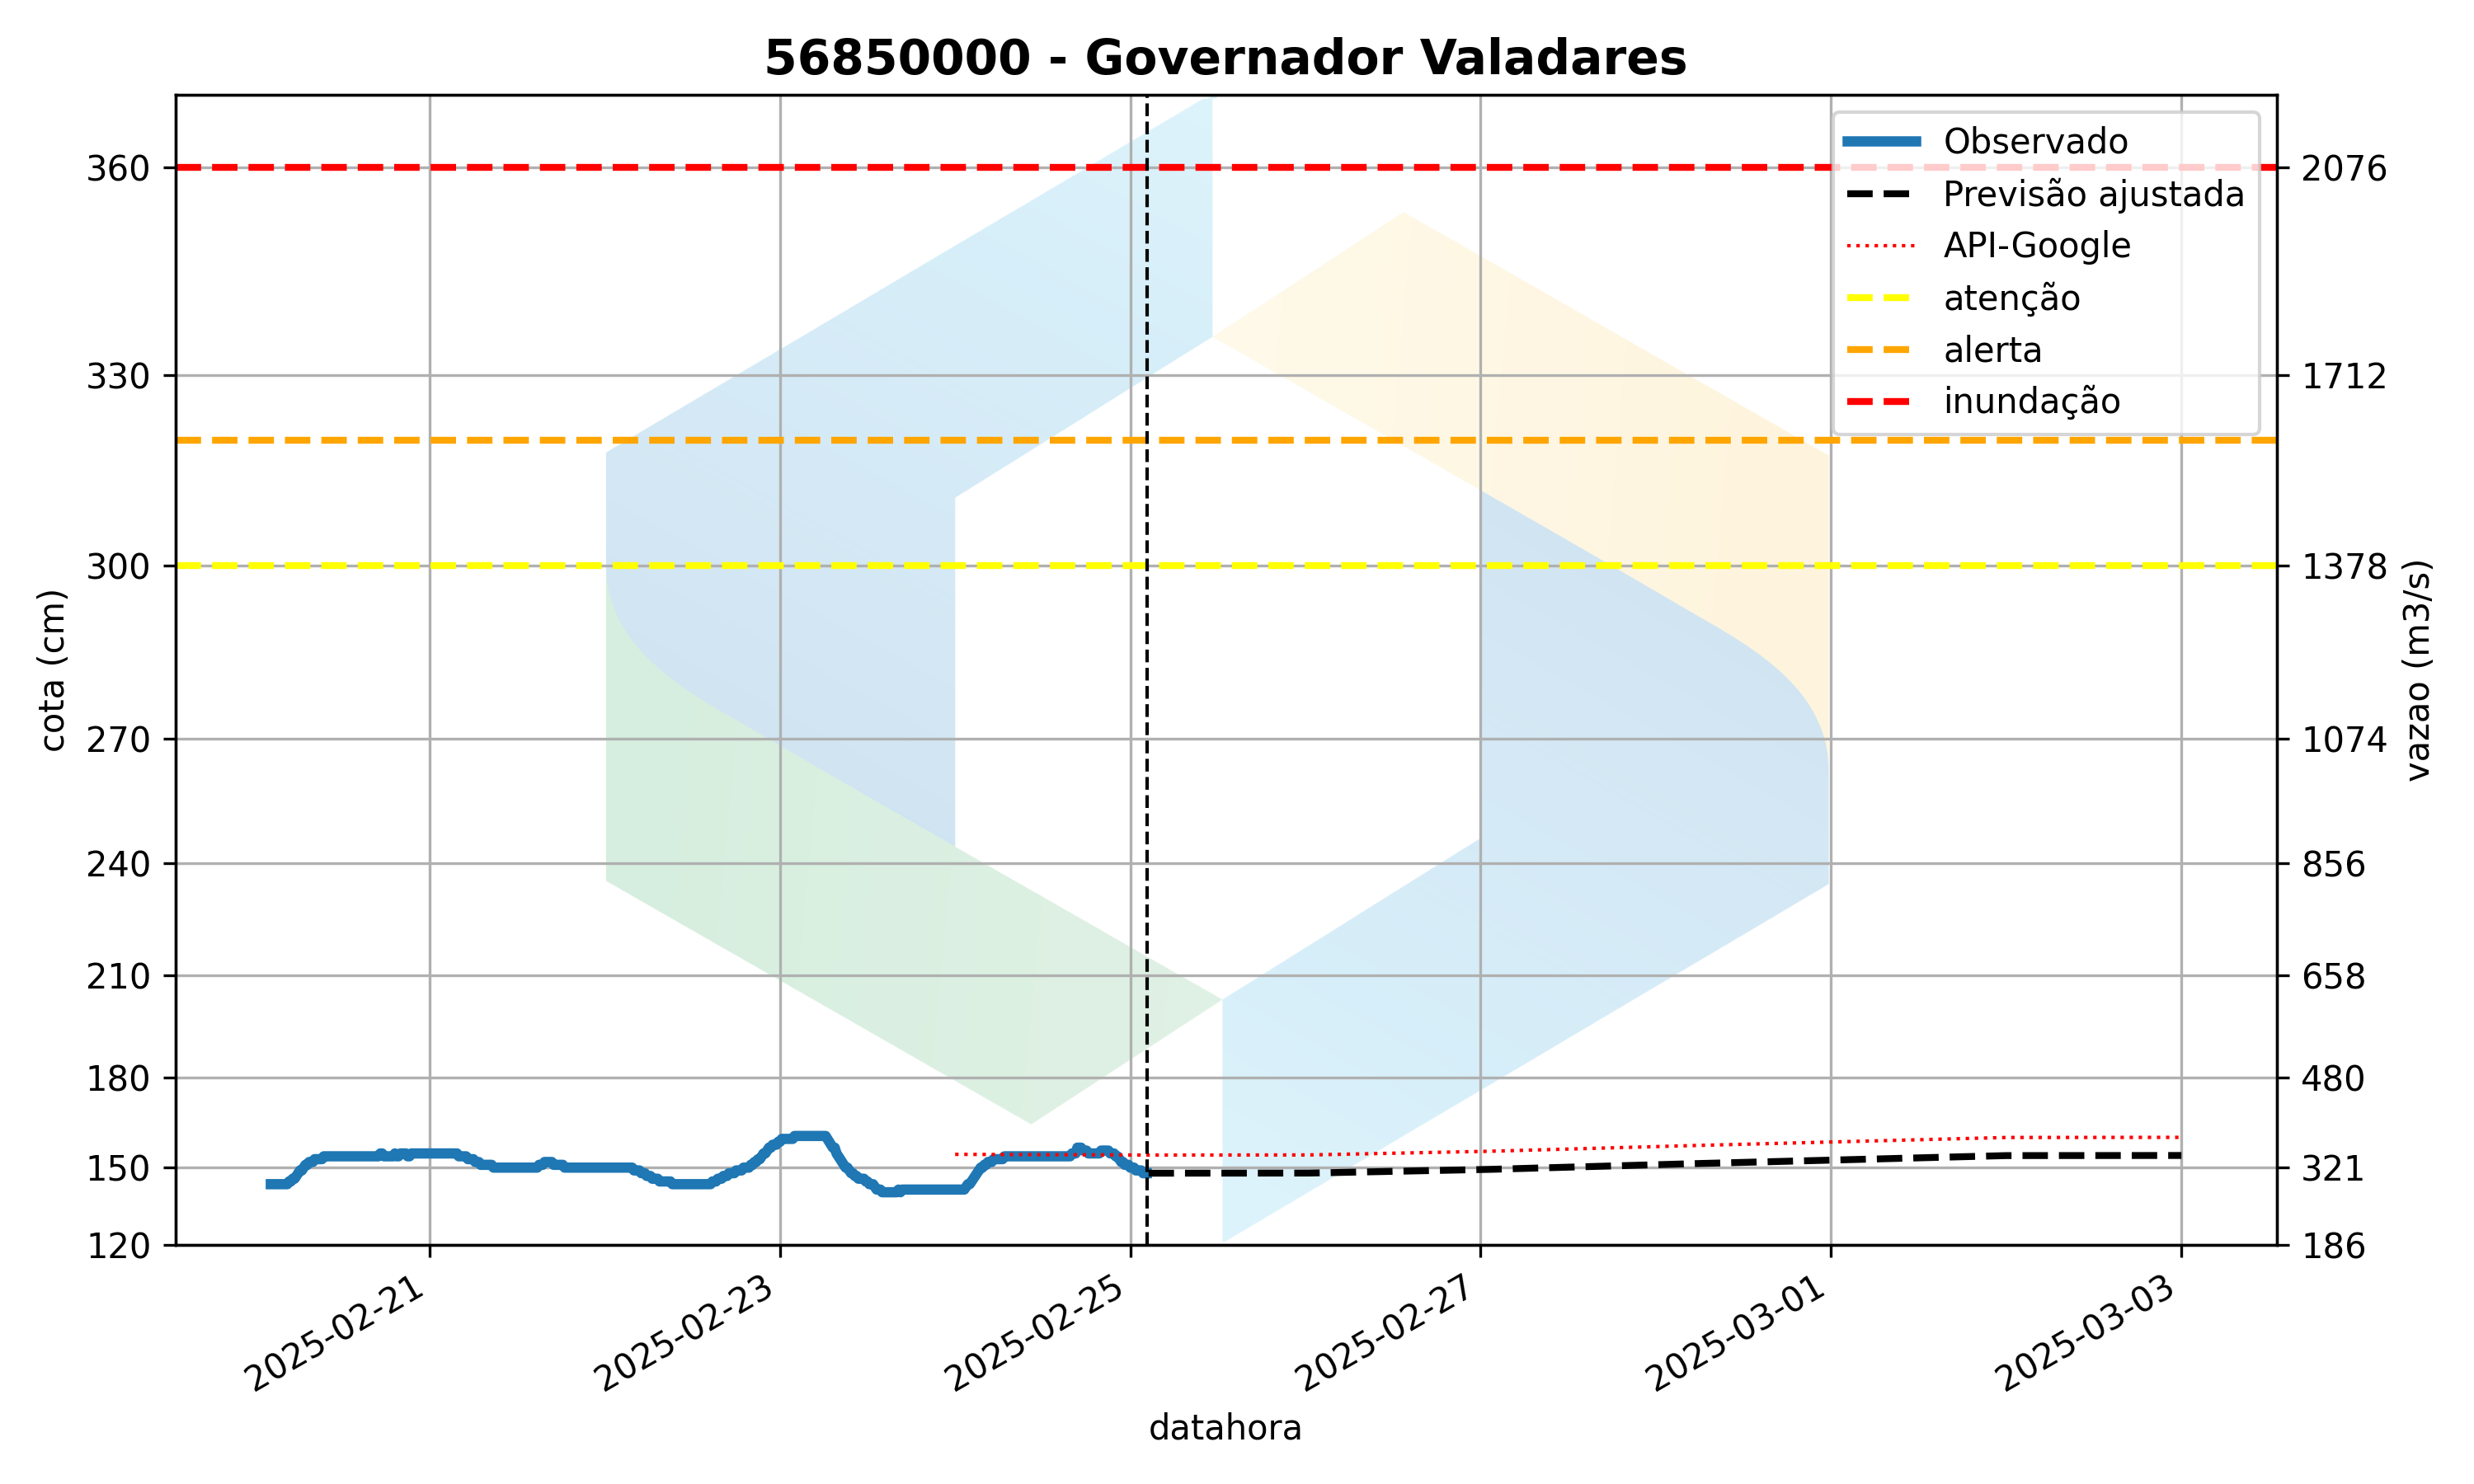 56850000 - Governador Valadares
Observado
Previsão ajustada
API-Google
atenção
alerta
inundação
cota (cm)
360
330
300
270
240
210
180
150
120
vazao (m3/s)
2076
1712
1378
1074
856
658
480
321
186
2025-02-21
2025-02-23
2025-02-25
2025-02-27
2025-03-01
2025-03-03
datahora